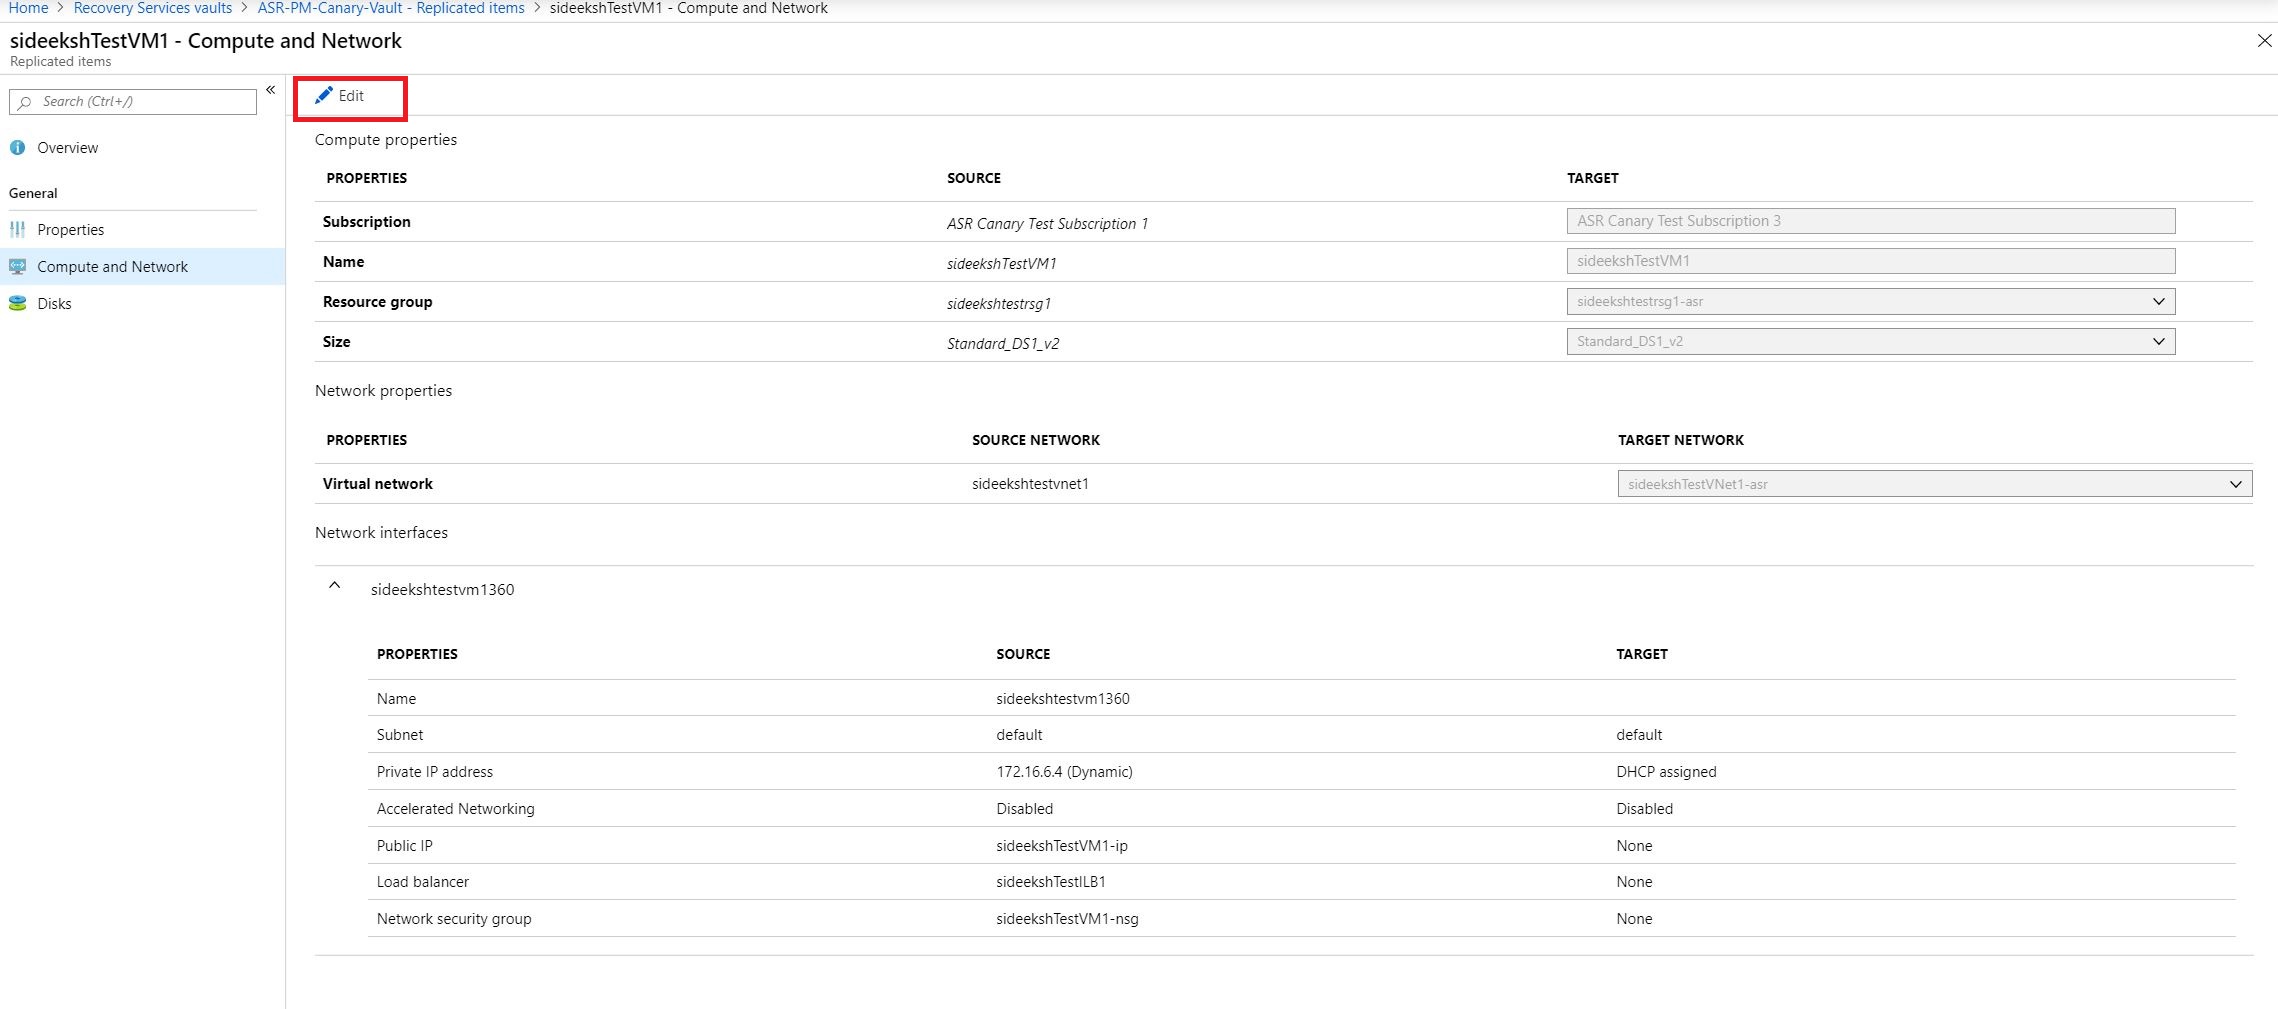 Home > Recovery Services vaults > ASR-PM-Canary-Vault - Replicated items > sideekshTestVM1 - Compute and Network
sideekshTestVM1 - Compute and Network
Replicated items
Search (Ctrl+/)
«
Edit
Overview
General
Properties
Compute and Network
Disks
Compute properties
PROPERTIES SOURCE TARGET
Subscription ASR Canary Test Subscription 1 ASR Canary Test Subscription 3
Name sideekshTestVM1 sideekshTestVM1
Resource group sideekshtestrsg1 sideekshtestrsg1-asr
Size Standard_DS1_v2 Standard_DS1_v2
Network properties
PROPERTIES SOURCE NETWORK TARGET NETWORK
Virtual network sideekshtestvnet1 sideekshTestVNet1-asr
Network interfaces
sideekshtestvm1360
PROPERTIES SOURCE TARGET
Name sideekshtestvm1360
Subnet default default
Private IP address 172.16.6.4 (Dynamic) DHCP assigned
Accelerated Networking Disabled Disabled
Public IP sideekshTestVM1-ip None
Load balancer sideekshTestILB1 None
Network security group sideekshTestVM1-nsg None